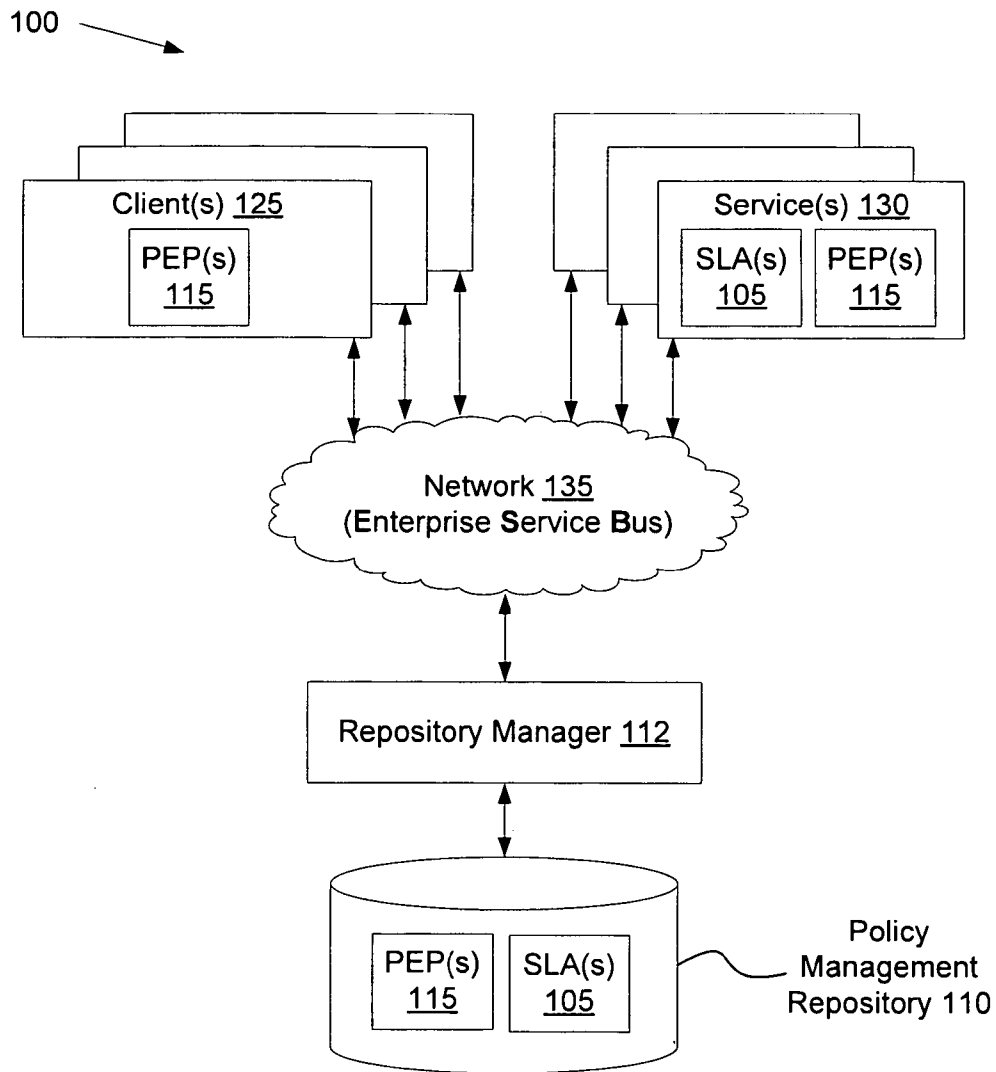 100
Client(s) 125
PEP(s)
115
Service(s) 130
SLA(s)
105
PEP(s)
115
Network 135
(Enterprise Service Bus)
Repository Manager 112
PEP(s)
115
SLA(s)
105
Policy
Management
Repository 110